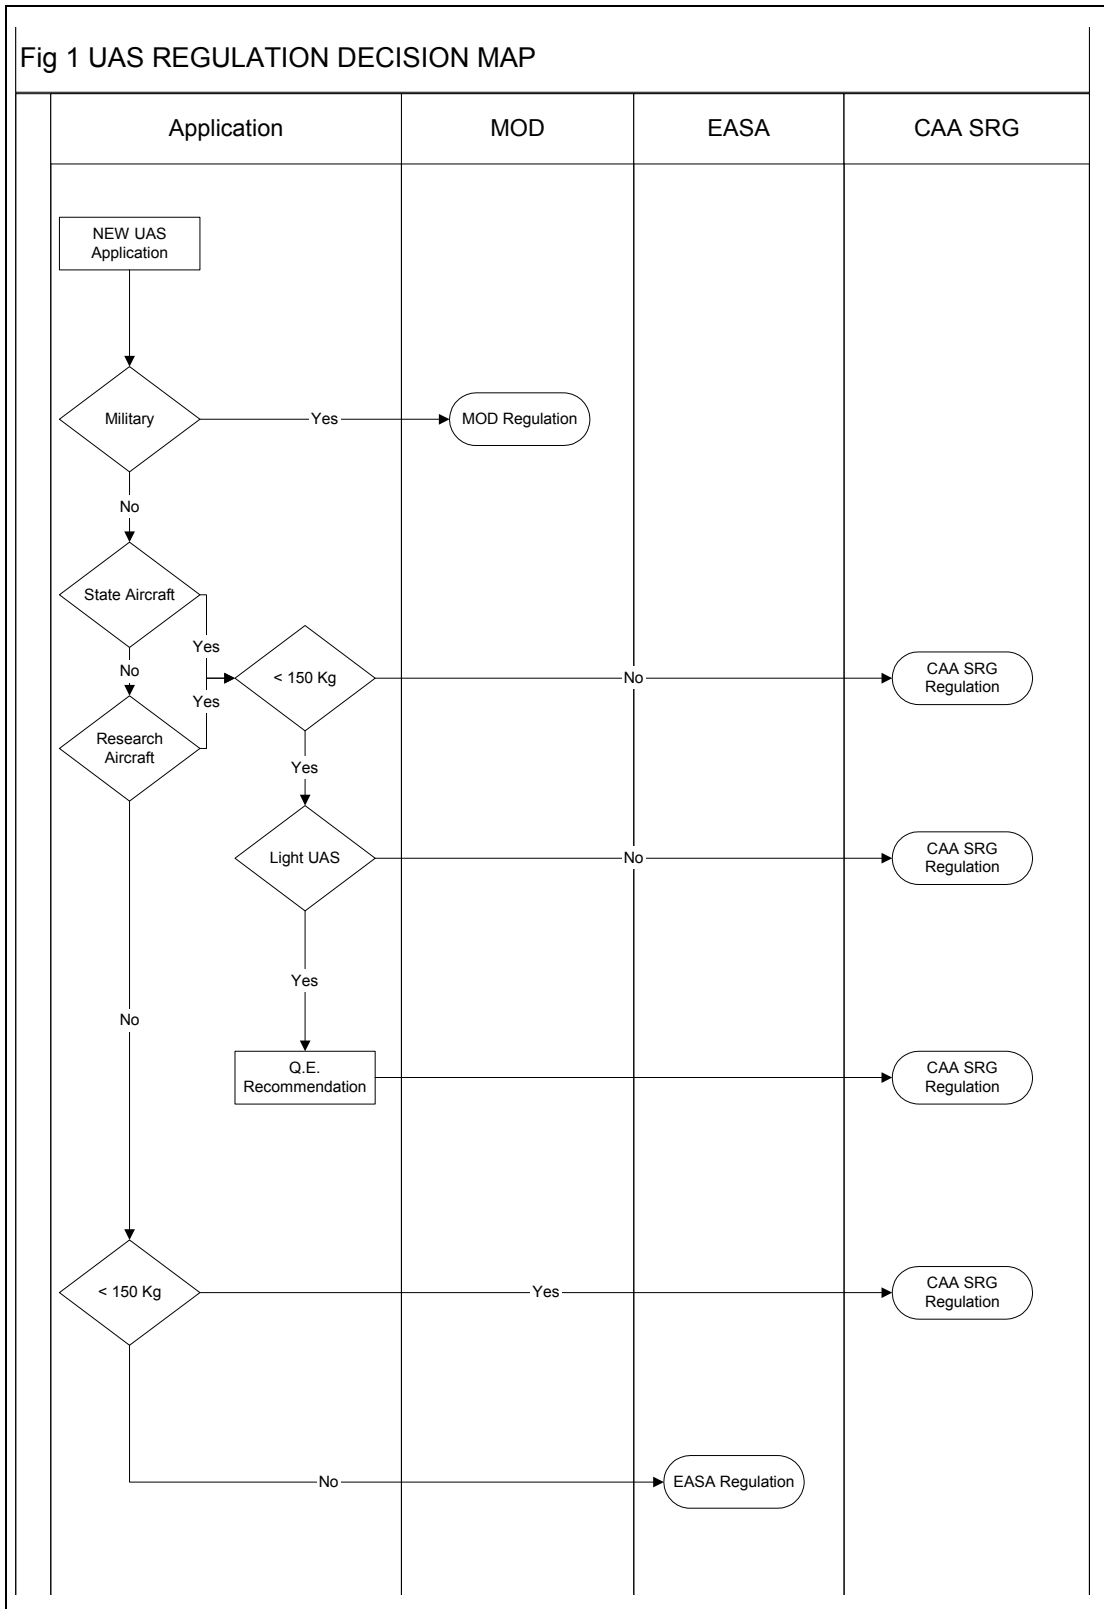 Fig 1 UAS REGULATION DECISION MAP
Application
MOD
EASA
CAA SRG
NEW UAS
Application
Military
Yes
MOD Regulation
No
State Aircraft
Yes
No
< 150 Kg
No
CAA SRG
Regulation
Yes
Research
Aircraft
Yes
Light UAS
No
CAA SRG
Regulation
Yes
No
Q.E.
Recommendation
CAA SRG
Regulation
< 150 Kg
Yes
CAA SRG
Regulation
No
EASA Regulation